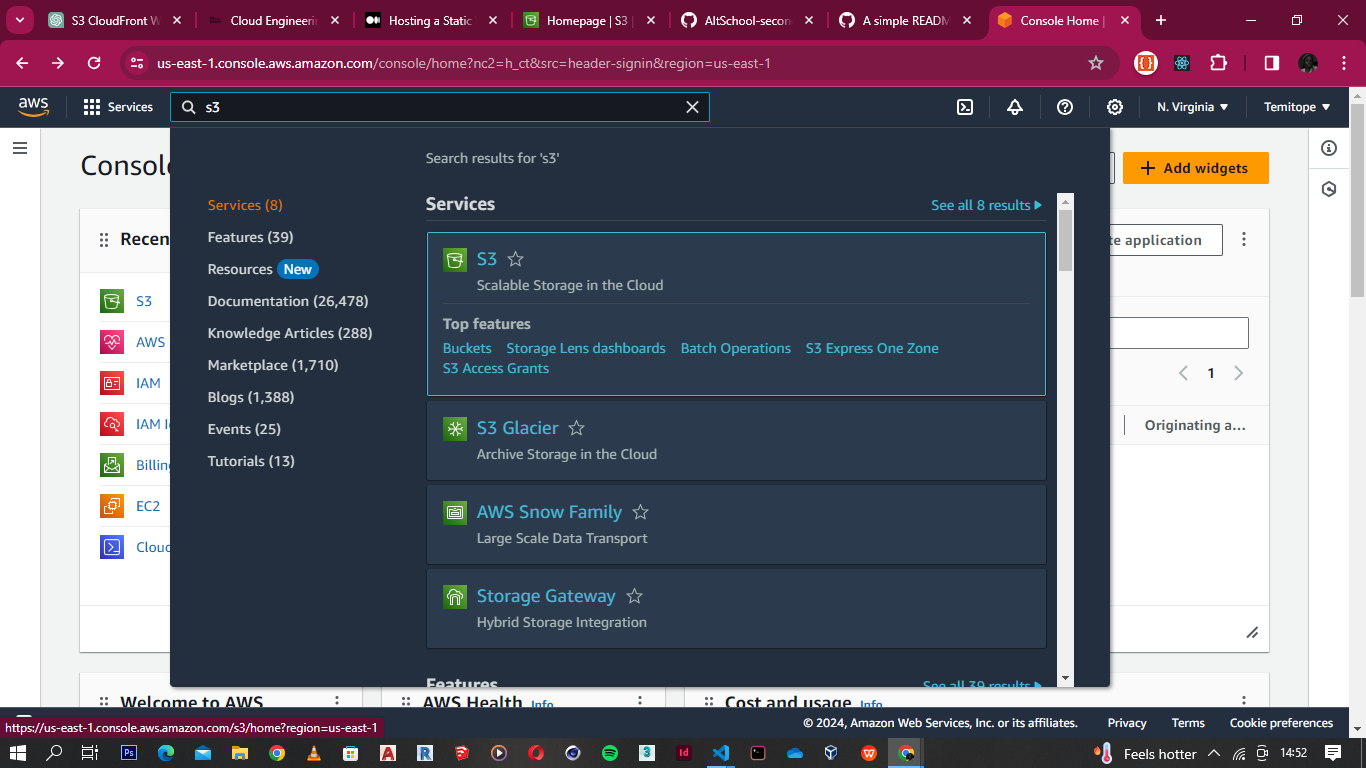 S3 CloudFront W
Cloud Engineerin
Hosting a Static
Homepage | S3 |
AltSchool-secon
A simple README
Console Home |
us-east-1.console.aws.amazon.com/console/home?nc2=h_ct&src=header-signin&region=us-east-1
aws
Services
s3
N. Virginia
Temitope
Conso
Search results for 's3'
Add widgets
Services (8)
Features (39)
Resources New
Documentation (26,478)
Knowledge Articles (288)
Marketplace (1,710)
Blogs (1,388)
Events (25)
Tutorials (13)
Services
See all 8 results
S3
Scalable Storage in the Cloud
Top features
Buckets Storage Lens dashboards Batch Operations S3 Express One Zone
S3 Access Grants
S3 Glacier
Archive Storage in the Cloud
AWS Snow Family
Large Scale Data Transport
Storage Gateway
Hybrid Storage Integration
Features
See all 39 results
Recen
S3
AWS
IAM
IAM I
Billin
EC2
Cloud
te application
1
Originating a...
Welcome to AWS
AWS Health Info
Cost and usage Info
https://us-east-1.console.aws.amazon.com/s3/home?region=us-east-1
© 2024, Amazon Web Services, Inc. or its affiliates.
Privacy
Terms
Cookie preferences
Feels hotter
14:52